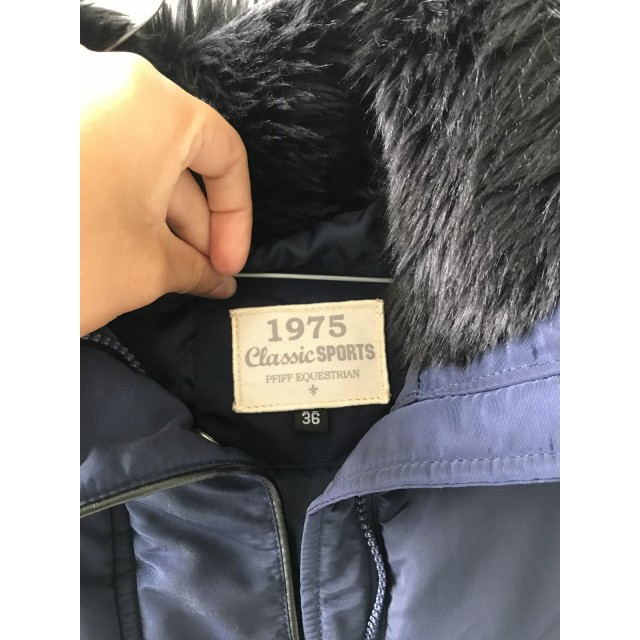 1975
Classic SPORTS
PFIFF EQUESTRIAN
36